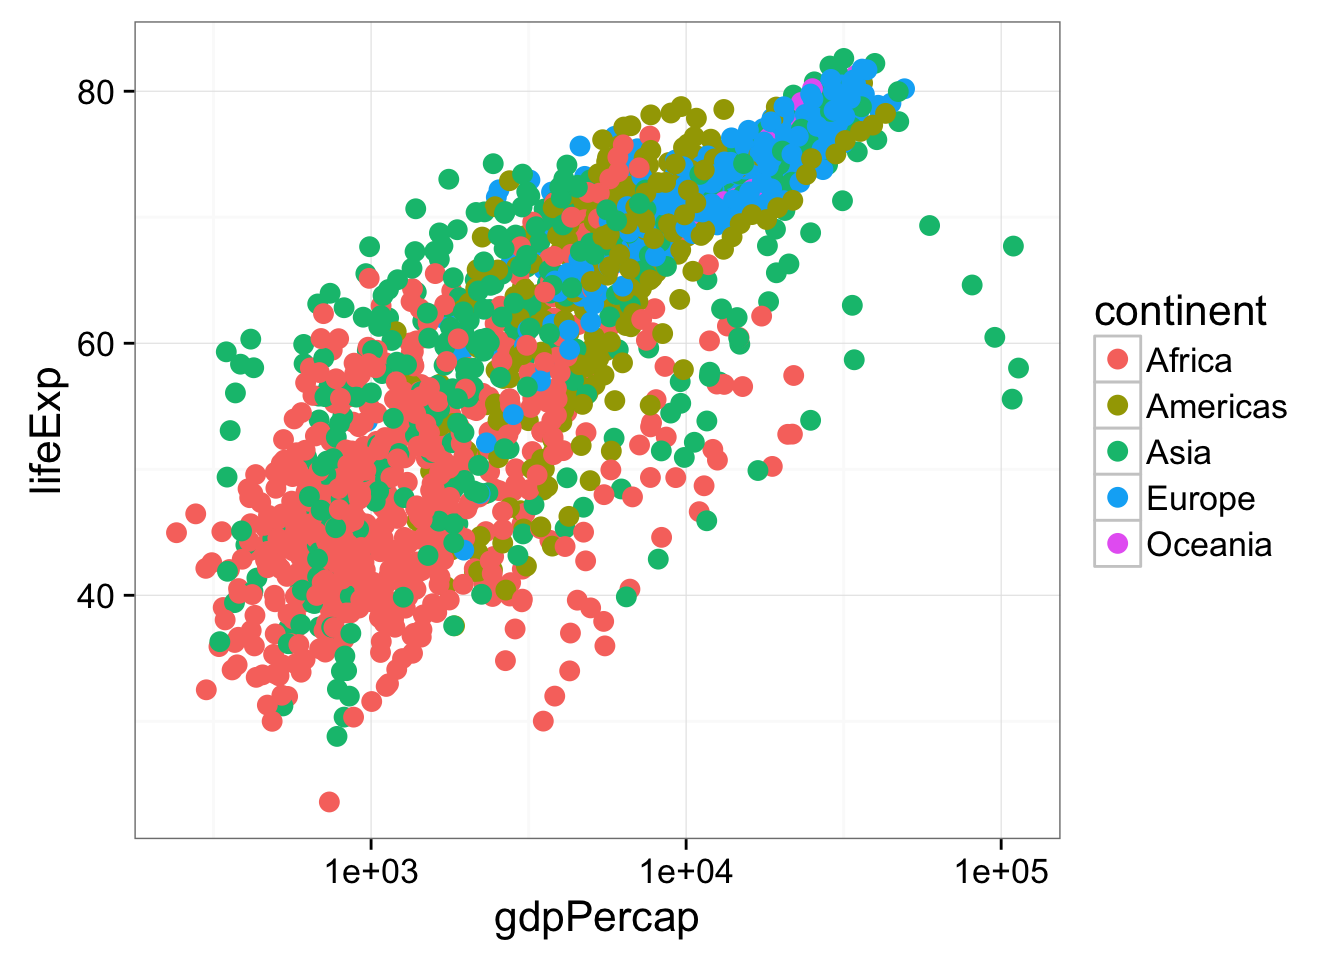 80
60
40
lifeExp
1e+03
1e+04
1e+05
gdpPercap
continent
Africa
Americas
Asia
Europe
Oceania